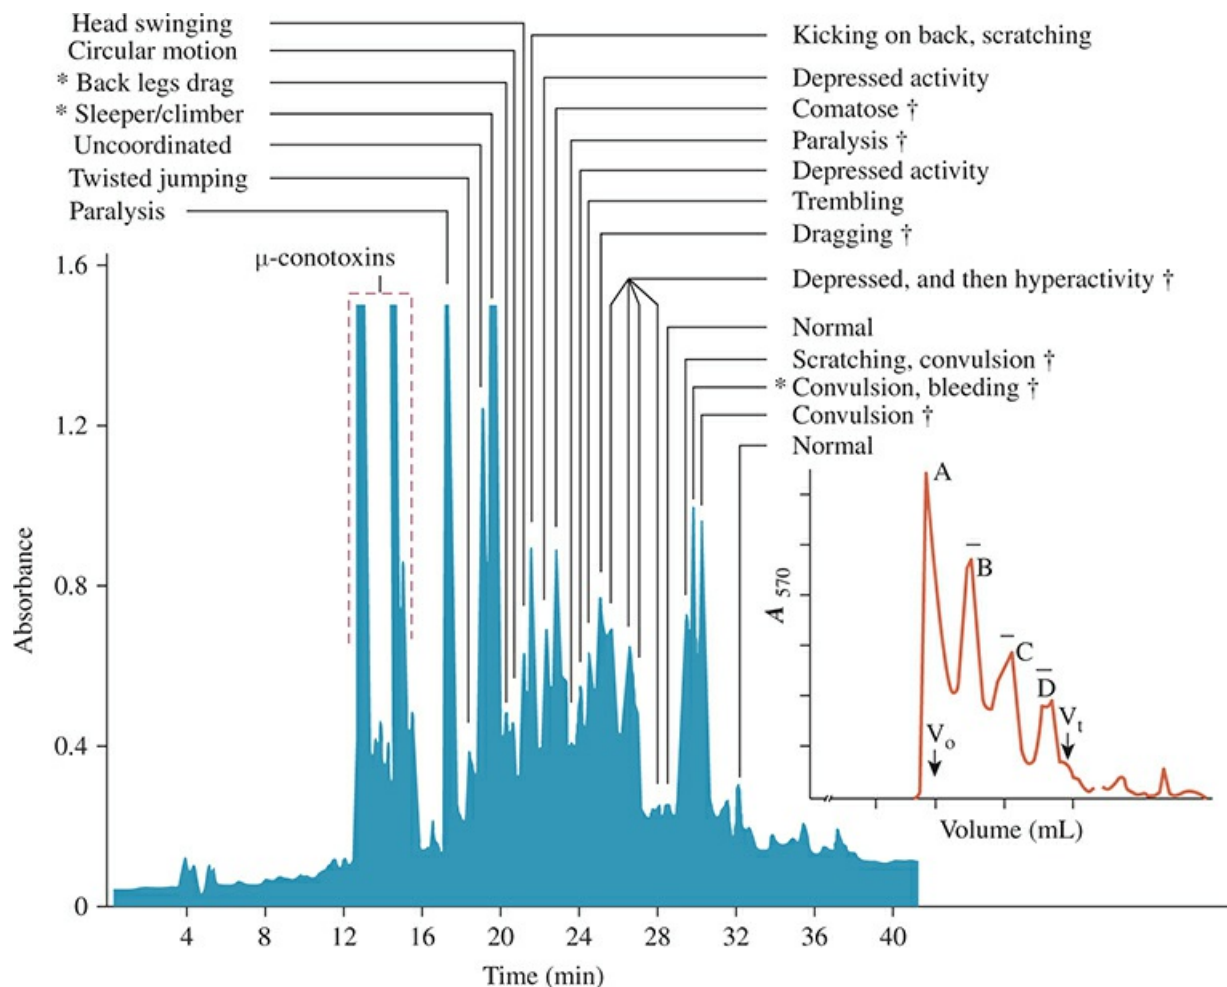 Head swinging
Circular motion
* Back legs drag
* Sleeper/climber
Uncoordinated
Twisted jumping
Paralysis
μ-conotoxins
Kicking on back, scratching
Depressed activity
Comatose †
Paralysis †
Depressed activity
Trembling
Dragging †
Depressed, and then hyperactivity †
Normal
Scratching, convulsion †
* Convulsion, bleeding †
Convulsion †
Normal
1.6
1.2
0.8
0.4
0
Absorbance
4 8 12 16 20 24 28 32 36 40
Time (min)
A
B
C
D
Vo
Vt
A 570
Volume (mL)